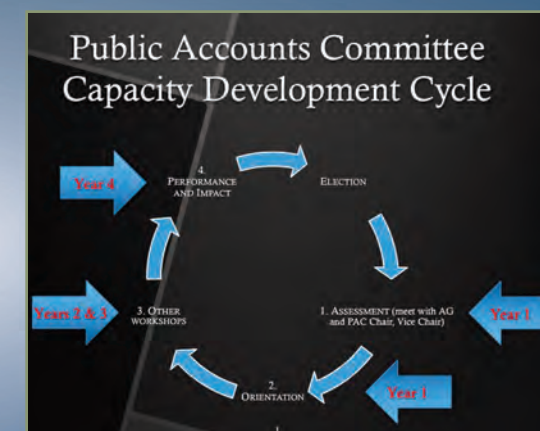 Public Accounts Committee
Capacity Development Cycle
4.
PERFORMANCE
AND IMPACT
ELECTION
Year 4
Years 2 & 3
3. OTHER
WORKSHOPS
1. ASSESSMENT (meet with AG
and PAC Chair, Vice Chair)
Year 1
2.
ORIENTATION
Year 1
1